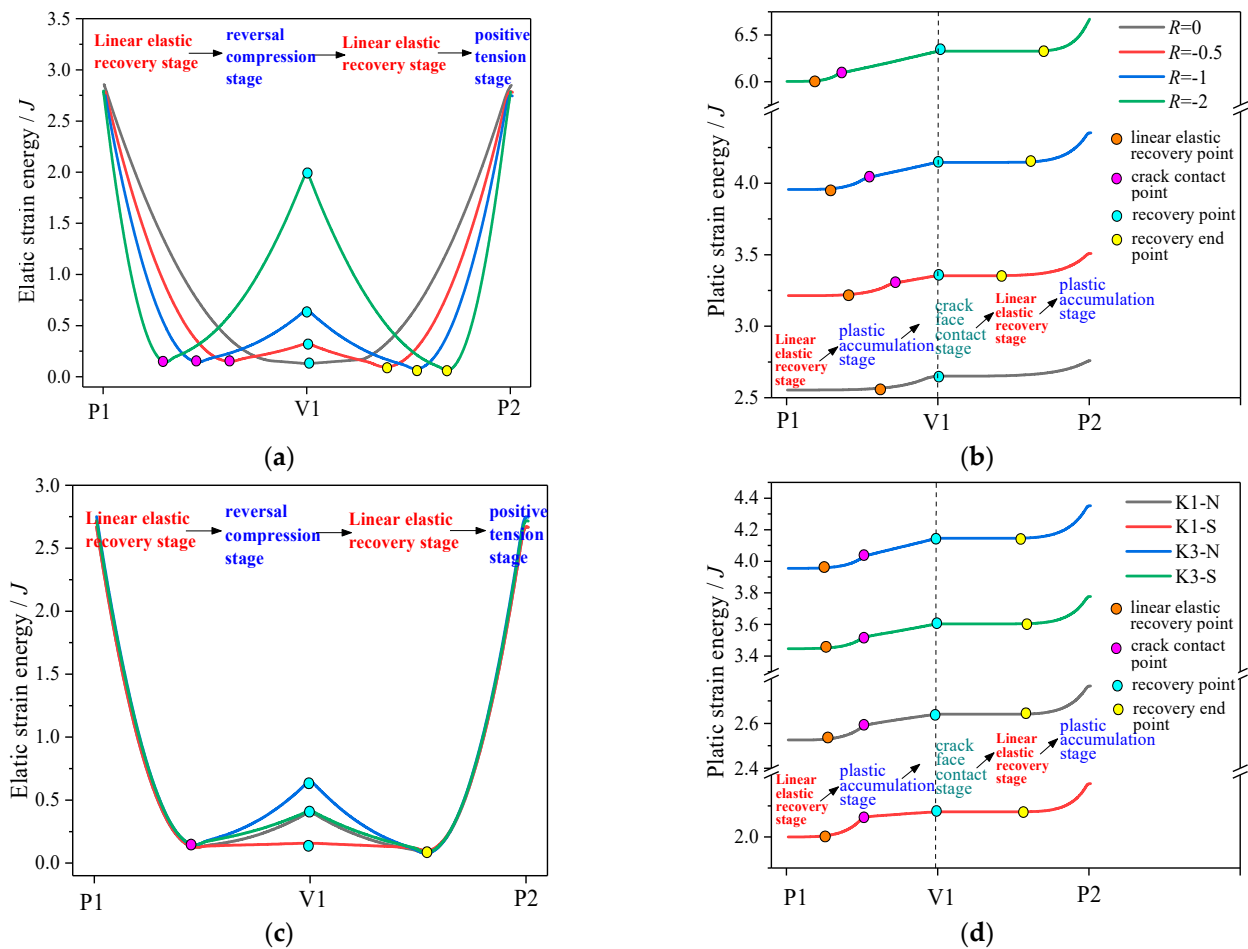 3.5
3.0
2.5
2.0
1.5
1.0
0.5
0.0
Elatic strain energy / J
Linear elastic
recovery stage
reversal
compression
stage
Linear elastic
recovery stage
positive
tension
stage
P1
V1
P2
(a)
6.5
6.0
4.0
3.5
3.0
2.5
Platic strain energy / J
R=0
R=-0.5
R=-1
R=-2
linear elastic
recovery point
crack contact
point
recovery point
recovery end
point
Linear
elastic
recovery
stage
plastic
accumulation
stage
crack
face
contact
stage
Linear
elastic
recovery
stage
plastic
accumulation
stage
P1
V1
P2
(b)
3.0
2.5
2.0
1.5
1.0
0.5
0.0
Elatic strain energy / J
Linear elastic
recovery stage
reversal
compression
stage
Linear elastic
recovery stage
positive
tension
stage
P1
V1
P2
(c)
4.4
4.2
4.0
3.8
3.6
3.4
2.6
2.4
2.0
Platic strain energy / J
K1-N
K1-S
K3-N
K3-S
linear elastic
recovery point
crack contact
point
recovery point
recovery end
point
Linear
elastic
recovery
stage
plastic
accumulation
stage
crack
face
contact
stage
Linear
elastic
recovery
stage
plastic
accumulation
stage
P1
V1
P2
(d)